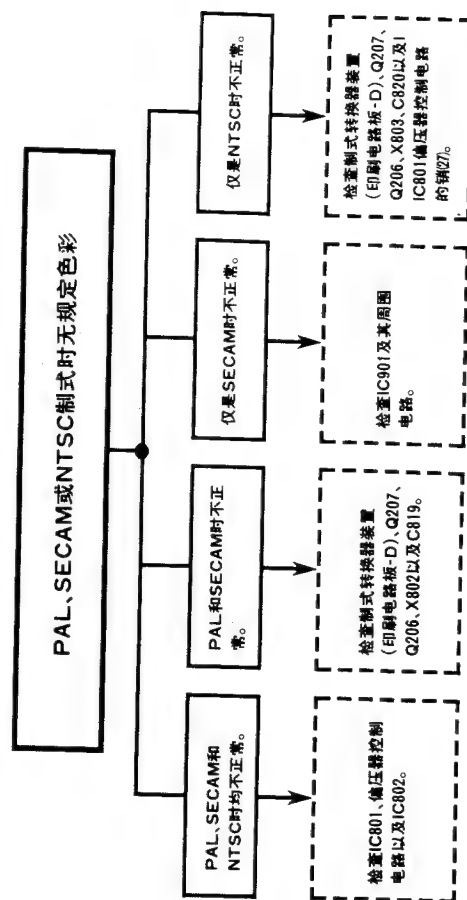 PAL、SECAM或NTSC制式时无规定色彩
PAL、SECAM和
NTSC时均不正常。
检查IC801、偏压器控制
电路以及IC802。
PAL和SECAM时不正
常。
检查制式转换器装置
(印刷电路板-D)、Q207、
Q206、X802以及C819。
仅是SECAM时不正常。
检查IC901及其周围
电路。
仅是NTSC时不正常。
检查制式转换器装置
(印刷电路板-D)、Q207、
Q206、X803、C820以及I
IC801偏压器控制电路
的销(27)。